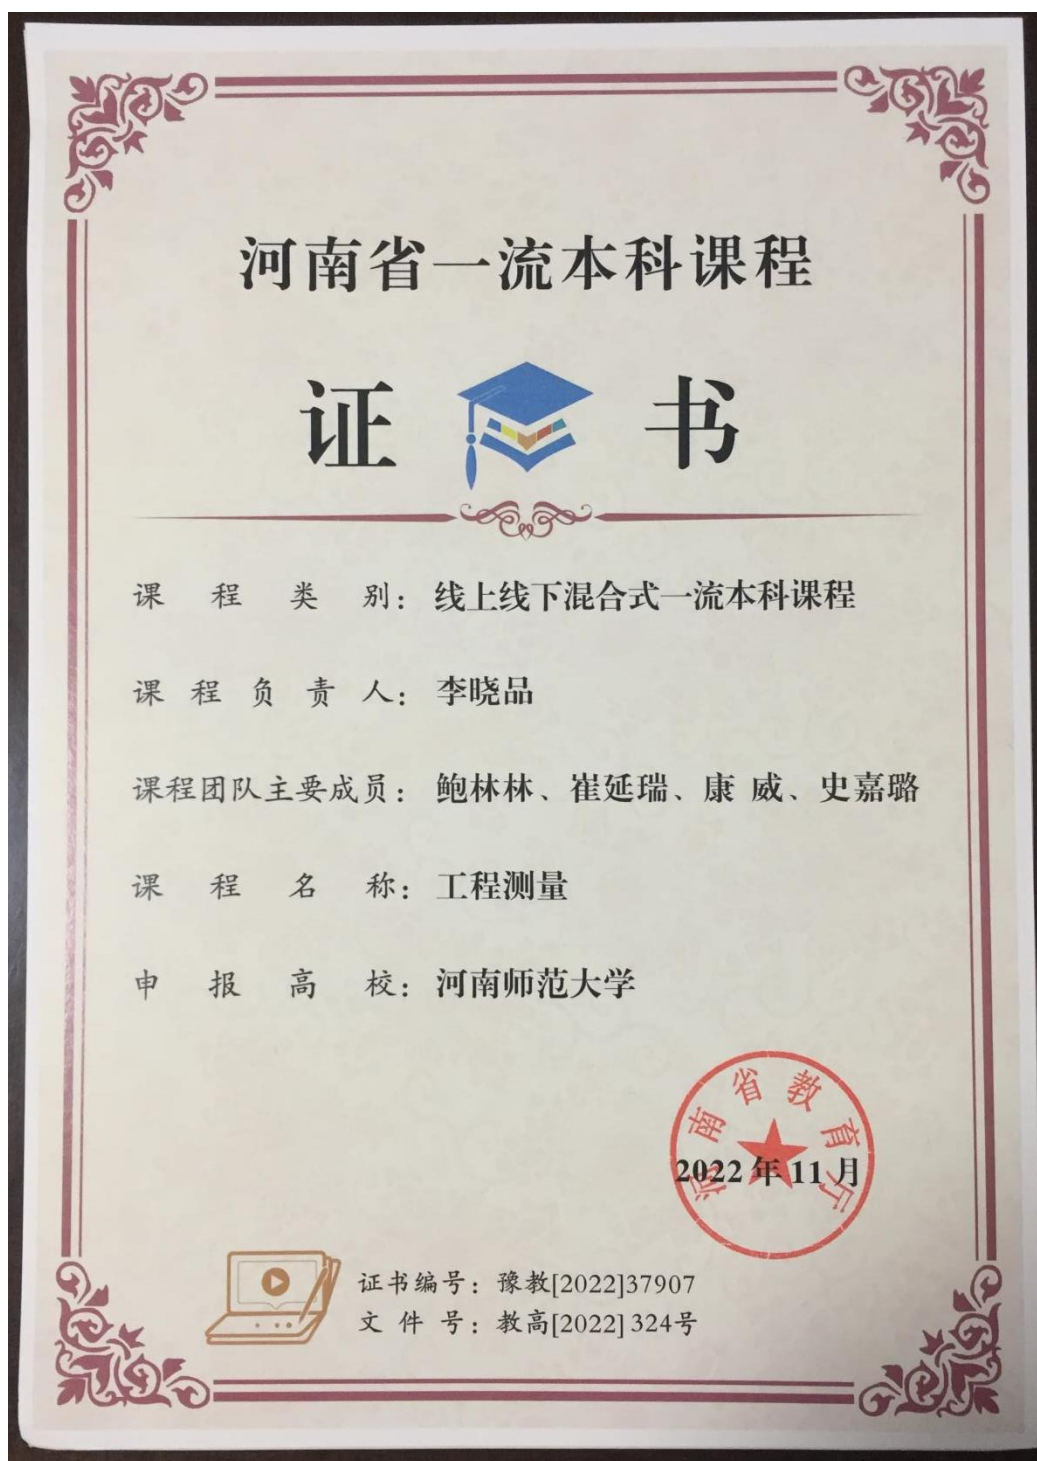 河南省一流本科课程
证书
课程类别：线上线下混合式一流本科课程
课程负责人：李晓品
课程团队主要成员：鲍林林、崔延瑞、康 威、史嘉璐
课程名称：工程测量
申报高校：河南师范大学
河南省教育厅
2022年11月
证书编号：豫教[2022]37907
文件号：教高[2022]324号